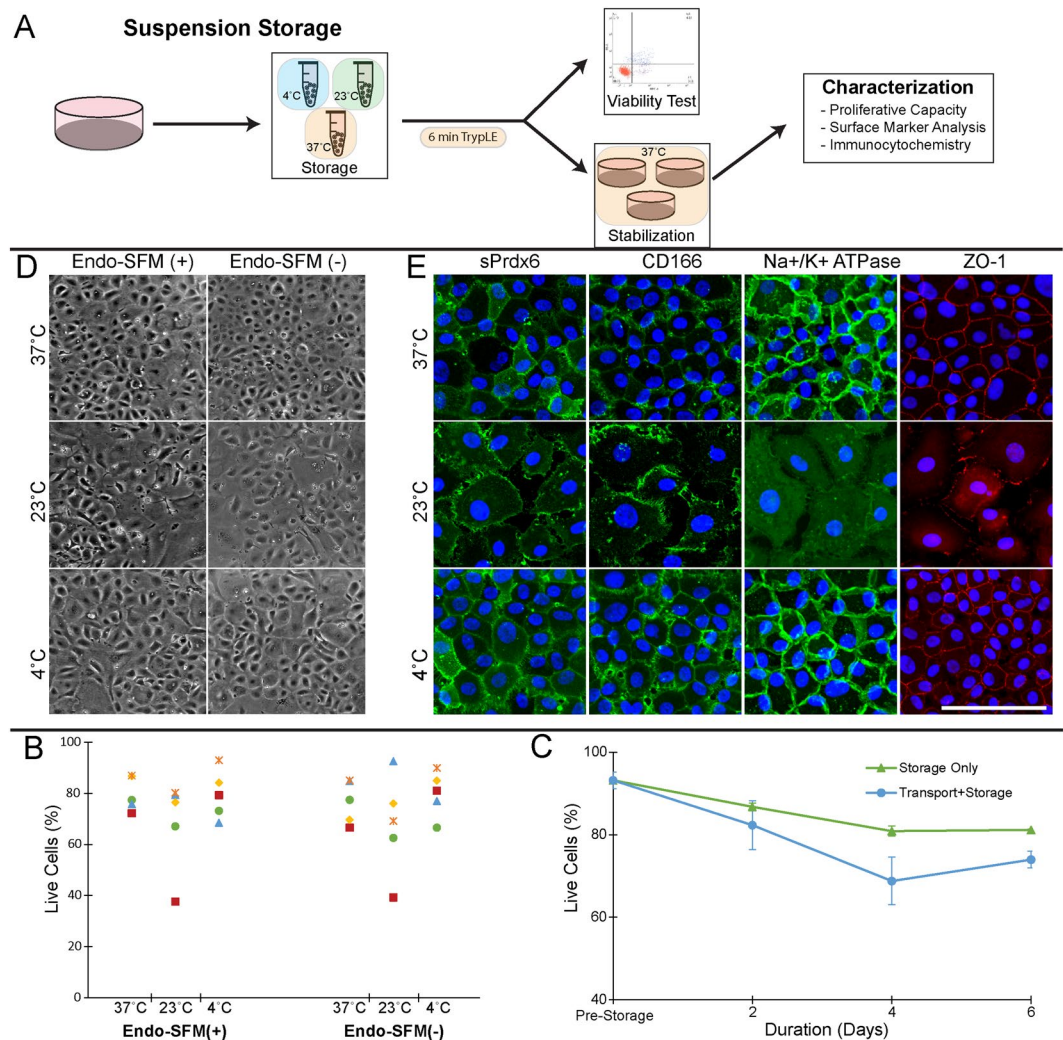 A
Suspension Storage
4°C
23°C
37°C
Storage
6 min TrypLE
Viability Test
37°C
Stabilization
Characterization
- Proliferative Capacity
- Surface Marker Analysis
- Immunocytochemistry
D
Endo-SFM (+)
Endo-SFM (-)
37°C
23°C
4°C
E
sPrdx6
CD166
Na+/K+ ATPase
ZO-1
37°C
23°C
4°C
B
Live Cells (%)
100
80
60
40
20
0
37°C
23°C
4°C
37°C
23°C
4°C
Endo-SFM(+)
Endo-SFM(-)
C
Live Cells (%)
100
80
60
40
Storage Only
Transport+Storage
Pre-Storage
2
4
6
Duration (Days)